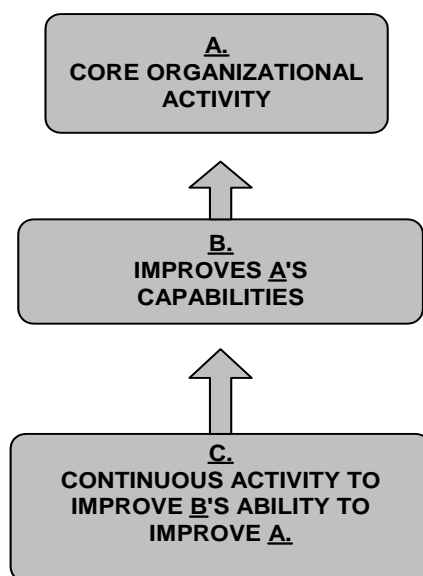 A.
CORE ORGANIZATIONAL
ACTIVITY
B.
IMPROVES A'S
CAPABILITIES
C.
CONTINUOUS ACTIVITY TO
IMPROVE B'S ABILITY TO
IMPROVE A.